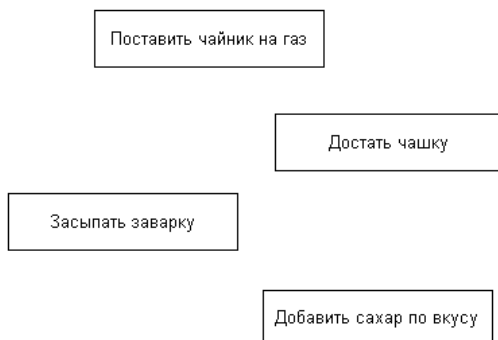 Поставить чайник на газ
Достать чашку
Засыпать заварку
Добавить сахар по вкусу